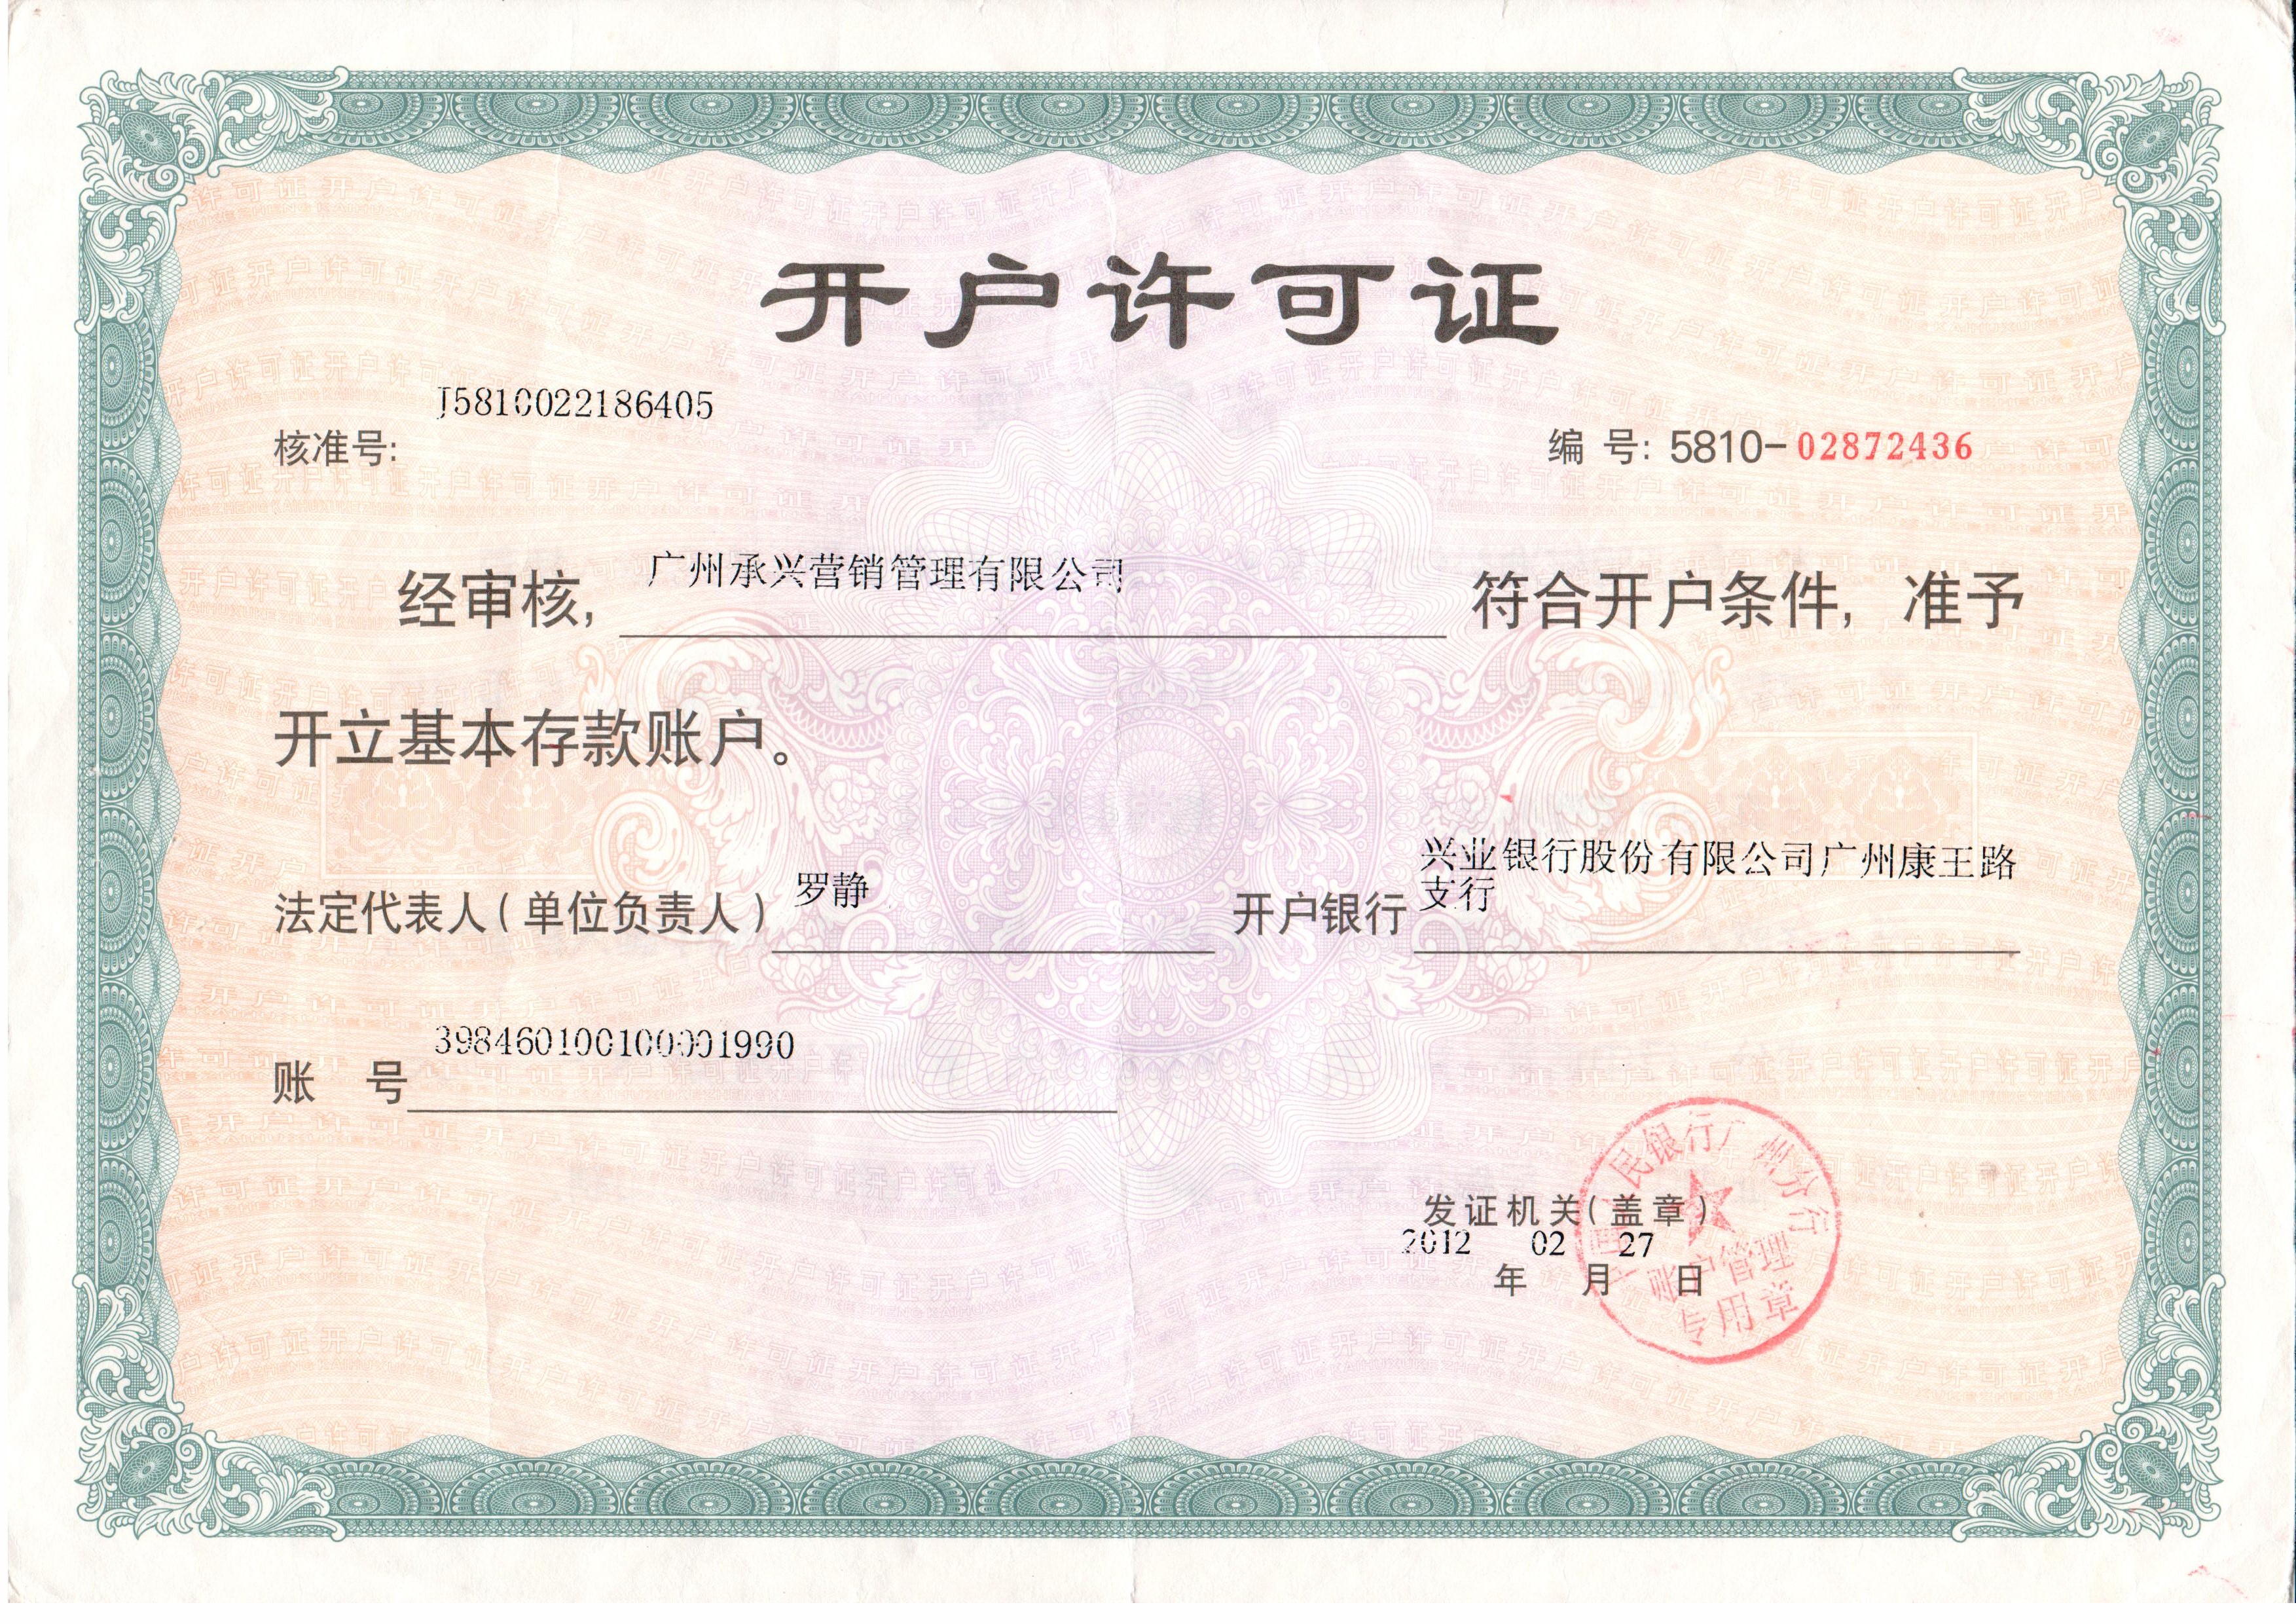 开户许可证
J5810022186405
核准号:
编 号: 5810-02872436
广州承兴营销管理有限公司
经审核, 符合开户条件, 准予
开立基本存款账户。
法定代表人(单位负责人) 罗静
开户银行 兴业银行股份有限公司广州康王路
支行
账 号 398460100100001990
发证机关(盖章)
2012 02 27
年 月 日
中国人民银行广州分行
账户管理
专用章